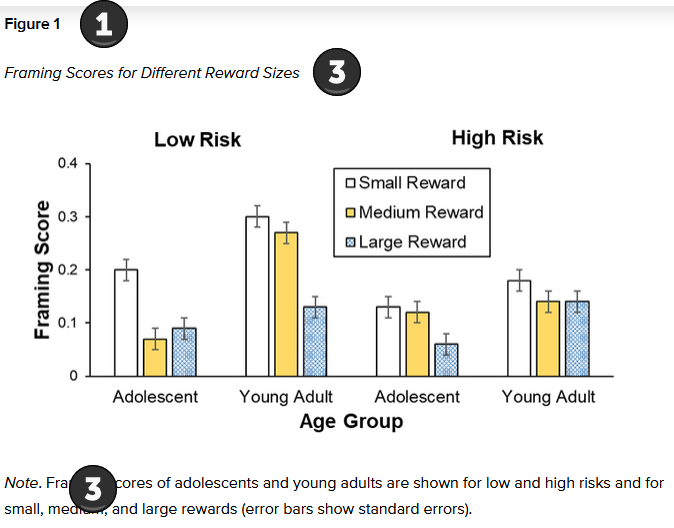 Figure 1
1
Framing Scores for Different Reward Sizes
3
Low Risk
High Risk
0.4
0.3
0.2
0.1
0
Framing Score
Small Reward
Medium Reward
Large Reward
Adolescent
Young Adult
Adolescent
Young Adult
Age Group
Note. Fra 3 cores of adolescents and young adults are shown for low and high risks and for
small, medium, and large rewards (error bars show standard errors).